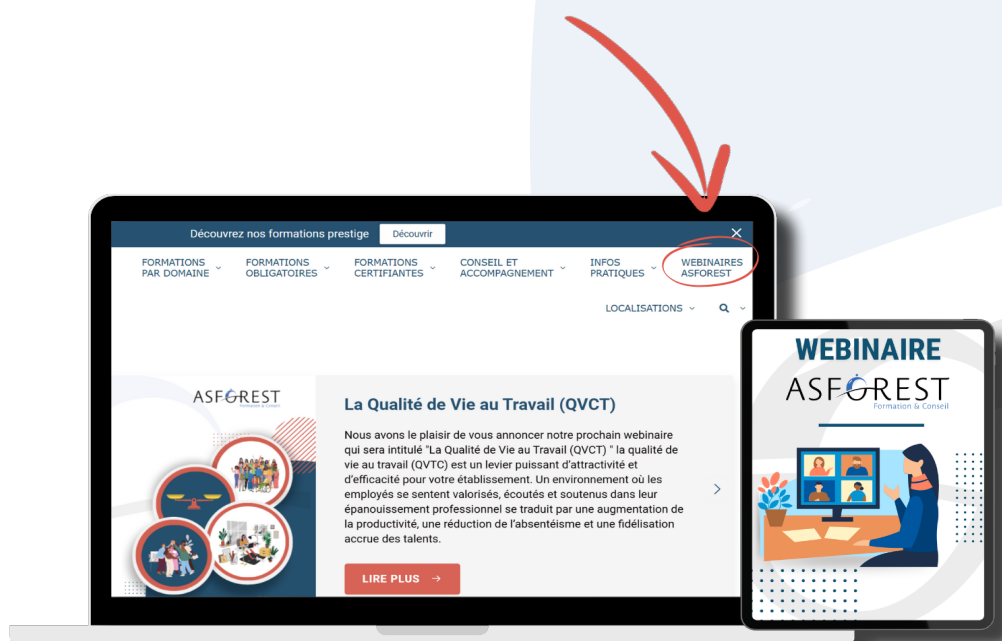 Découvrez nos formations prestige
Découvrir
FORMATIONS
PAR DOMAINE
FORMATIONS
OBLIGATOIRES
FORMATIONS
CERTIFIANTES
CONSEIL ET
ACCOMPAGNEMENT
INFOS
PRATIQUES
WEBINAIRES
ASFOREST
LOCALISATIONS
ASFOREST
Formation & Conseil
La Qualité de Vie au Travail (QVCT)
Nous avons le plaisir de vous annoncer notre prochain webinaire
qui sera intitulé "La Qualité de Vie au Travail (QVCT) " la qualité de
vie au travail (QVTC) est un levier puissant d'attractivité et
d'efficacité pour votre établissement. Un environnement où les
employés se sentent valorisés, écoutés et soutenus dans leur
épanouissement professionnel se traduit par une augmentation de
la productivité, une réduction de l'absentéisme et une fidélisation
accrue des talents.
LIRE PLUS →
WEBINAIRE
ASFOREST
Formation & Conseil